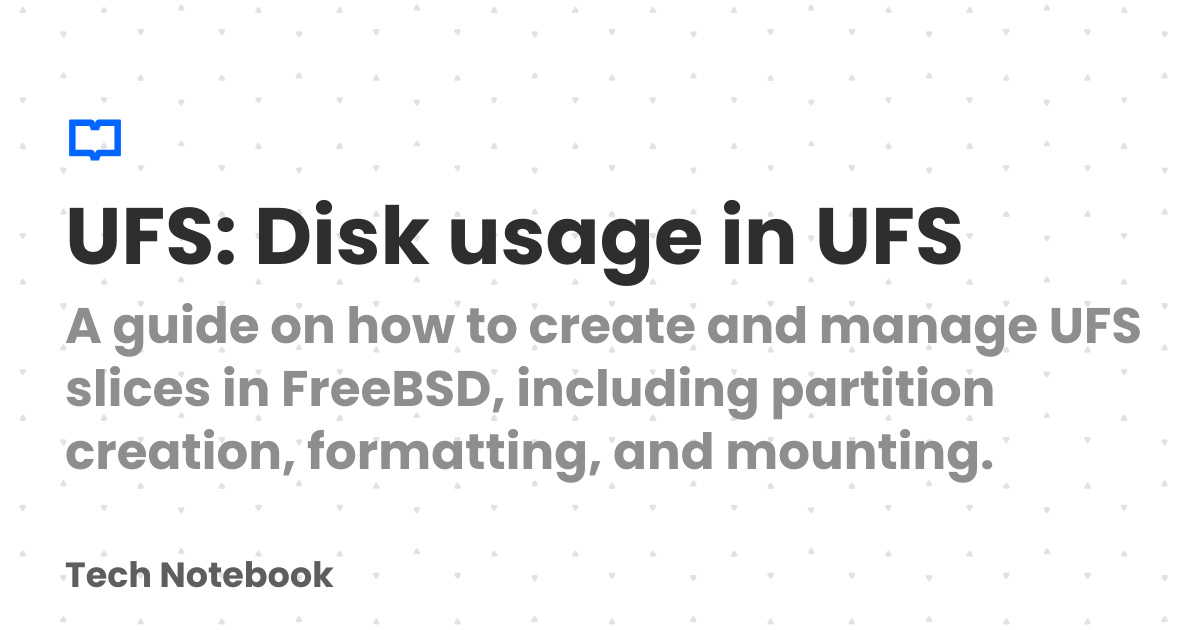 UFS: Disk usage in UFS
A guide on how to create and manage UFS
slices in FreeBSD, including partition
creation, formatting, and mounting.
Tech Notebook